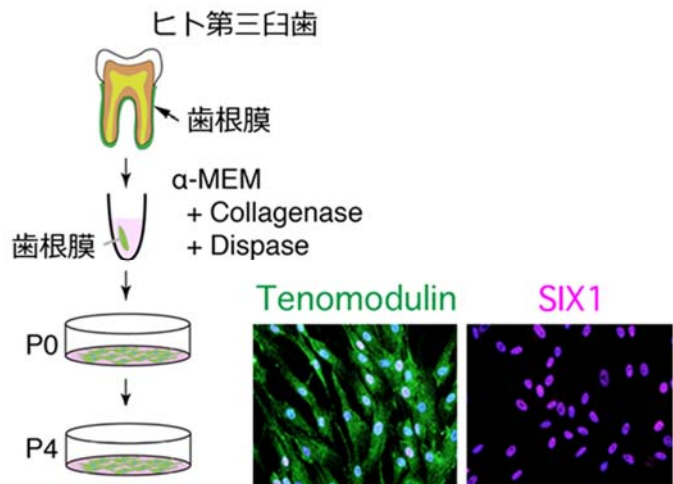 ヒト第三臼歯
歯根膜
α-MEM
+ Collagenase
+ Dispase
歯根膜
P0
P4
Tenomodulin
SIX1